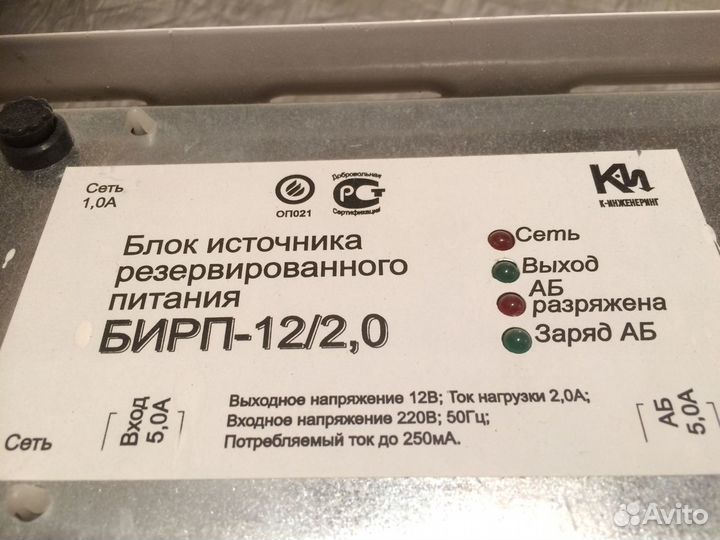 Сеть
1,0А
ОП021
Добровольная
РСТ
Сертификация
КИ
К-ИНЖЕНЕРИНГ
Блок источника
резервированного
питания
БИРП-12/2,0
Сеть
Выход
АБ
разряжена
Заряд АБ
Сеть
Вход
5,0А
Выходное напряжение 12В; Ток нагрузки 2,0А;
Входное напряжение 220В; 50Гц;
Потребляемый ток до 250мА.
АБ
5,0А
Avito